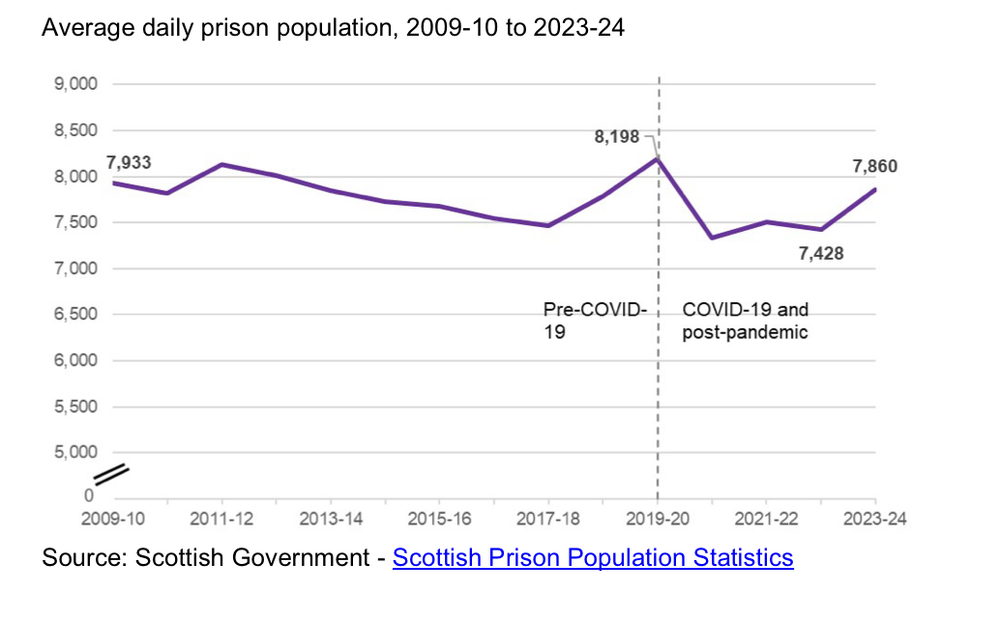 Average daily prison population, 2009-10 to 2023-24
9,000
8,500
8,198
7,933
7,860
8,000
7,500
7,428
7,000
6,500
Pre-COVID-
19
COVID-19 and
post-pandemic
6,000
5,500
5,000
0
2009-10 2011-12 2013-14 2015-16 2017-18 2019-20 2021-22 2023-24
Source: Scottish Government - Scottish Prison Population Statistics